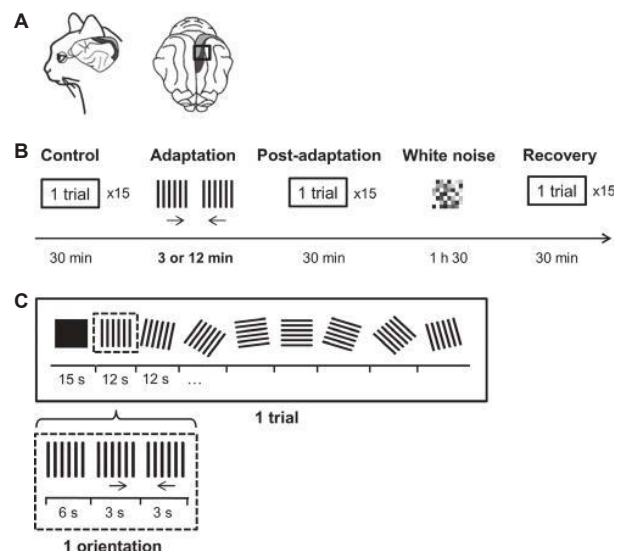 A
B
Control Adaptation Post-adaptation White noise Recovery
1 trial x15 1 trial x15 1 trial x15
30 min 3 or 12 min 30 min 1 h 30 30 min
C
15 s 12 s 12 s ...
1 trial
6 s 3 s 3 s
1 orientation